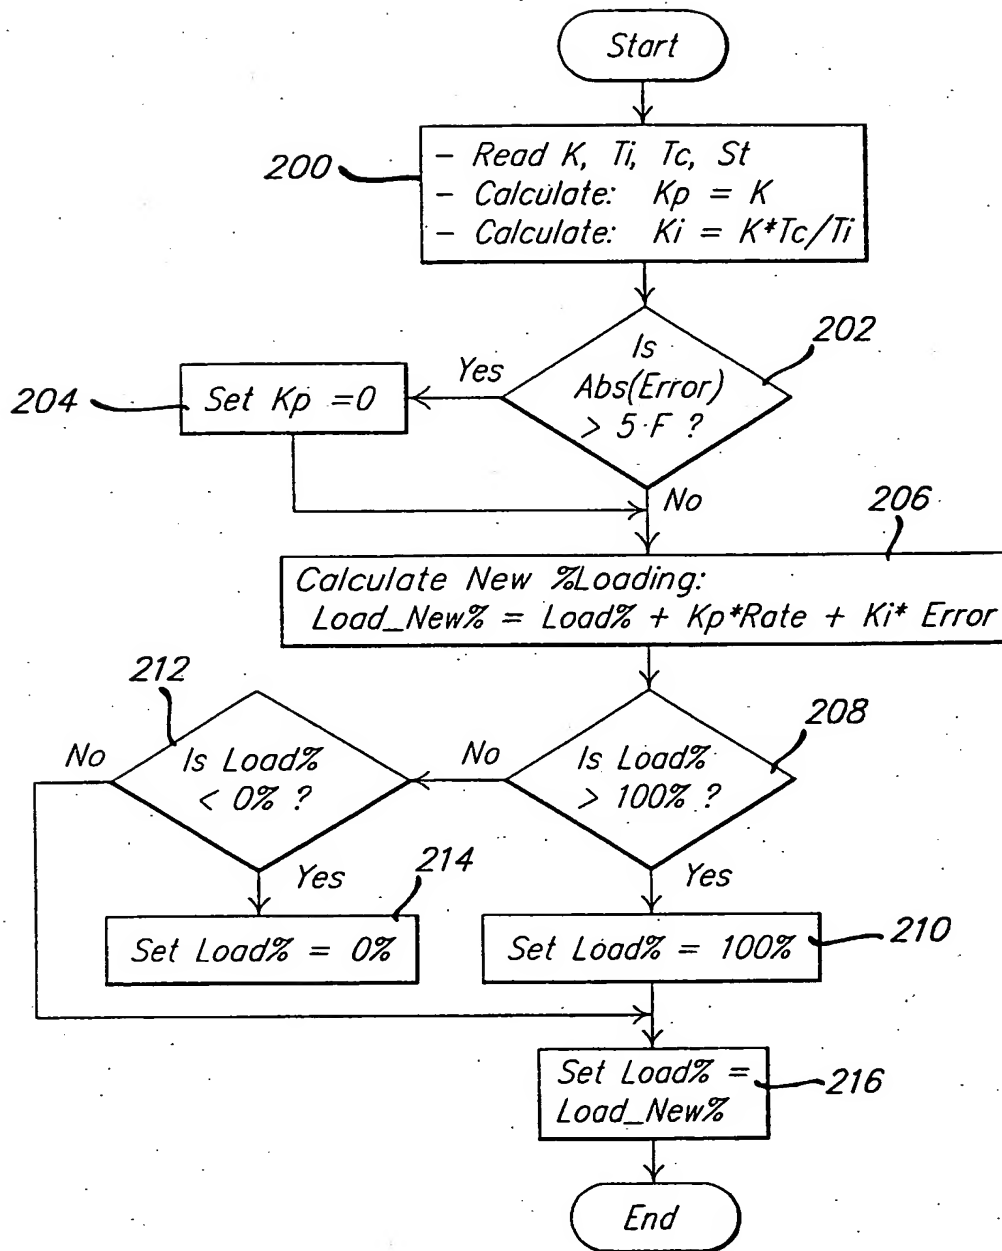 Start
200
- Read K, Ti, Tc, St
- Calculate: Kp = K
- Calculate: Ki = K*Tc/Ti
202
Is
Abs(Error)
> 5·F ?
Yes
204
Set Kp =0
No
206
Calculate New %Loading:
Load_New% = Load% + Kp*Rate + Ki* Error
212
208
No
Is Load%
< 0% ?
No
Is Load%
> 100% ?
Yes
214
Yes
Set Load% = 0%
Set Load% = 100%
210
Set Load% =
Load_New%
216
End